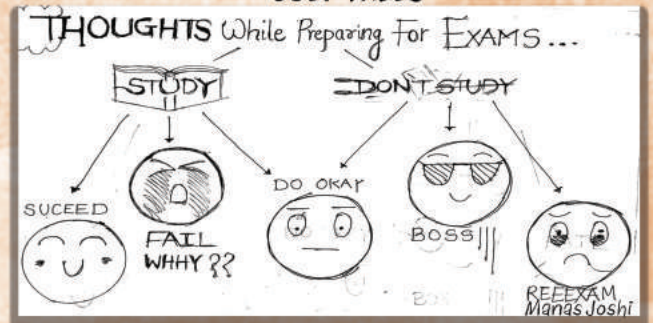 THOUGHTS While Preparing For EXAMS...
STUDY
DON'T STUDY
SUCEED
FAIL
WHHY ??
DO OKAY
BOSS|||
REEEXAM
Manas Joshi